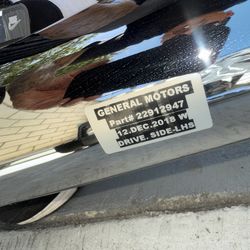 GENERAL MOTORS
Part# 22912947
12.DEC.2018 W
DRIVE. SIDE-LHS